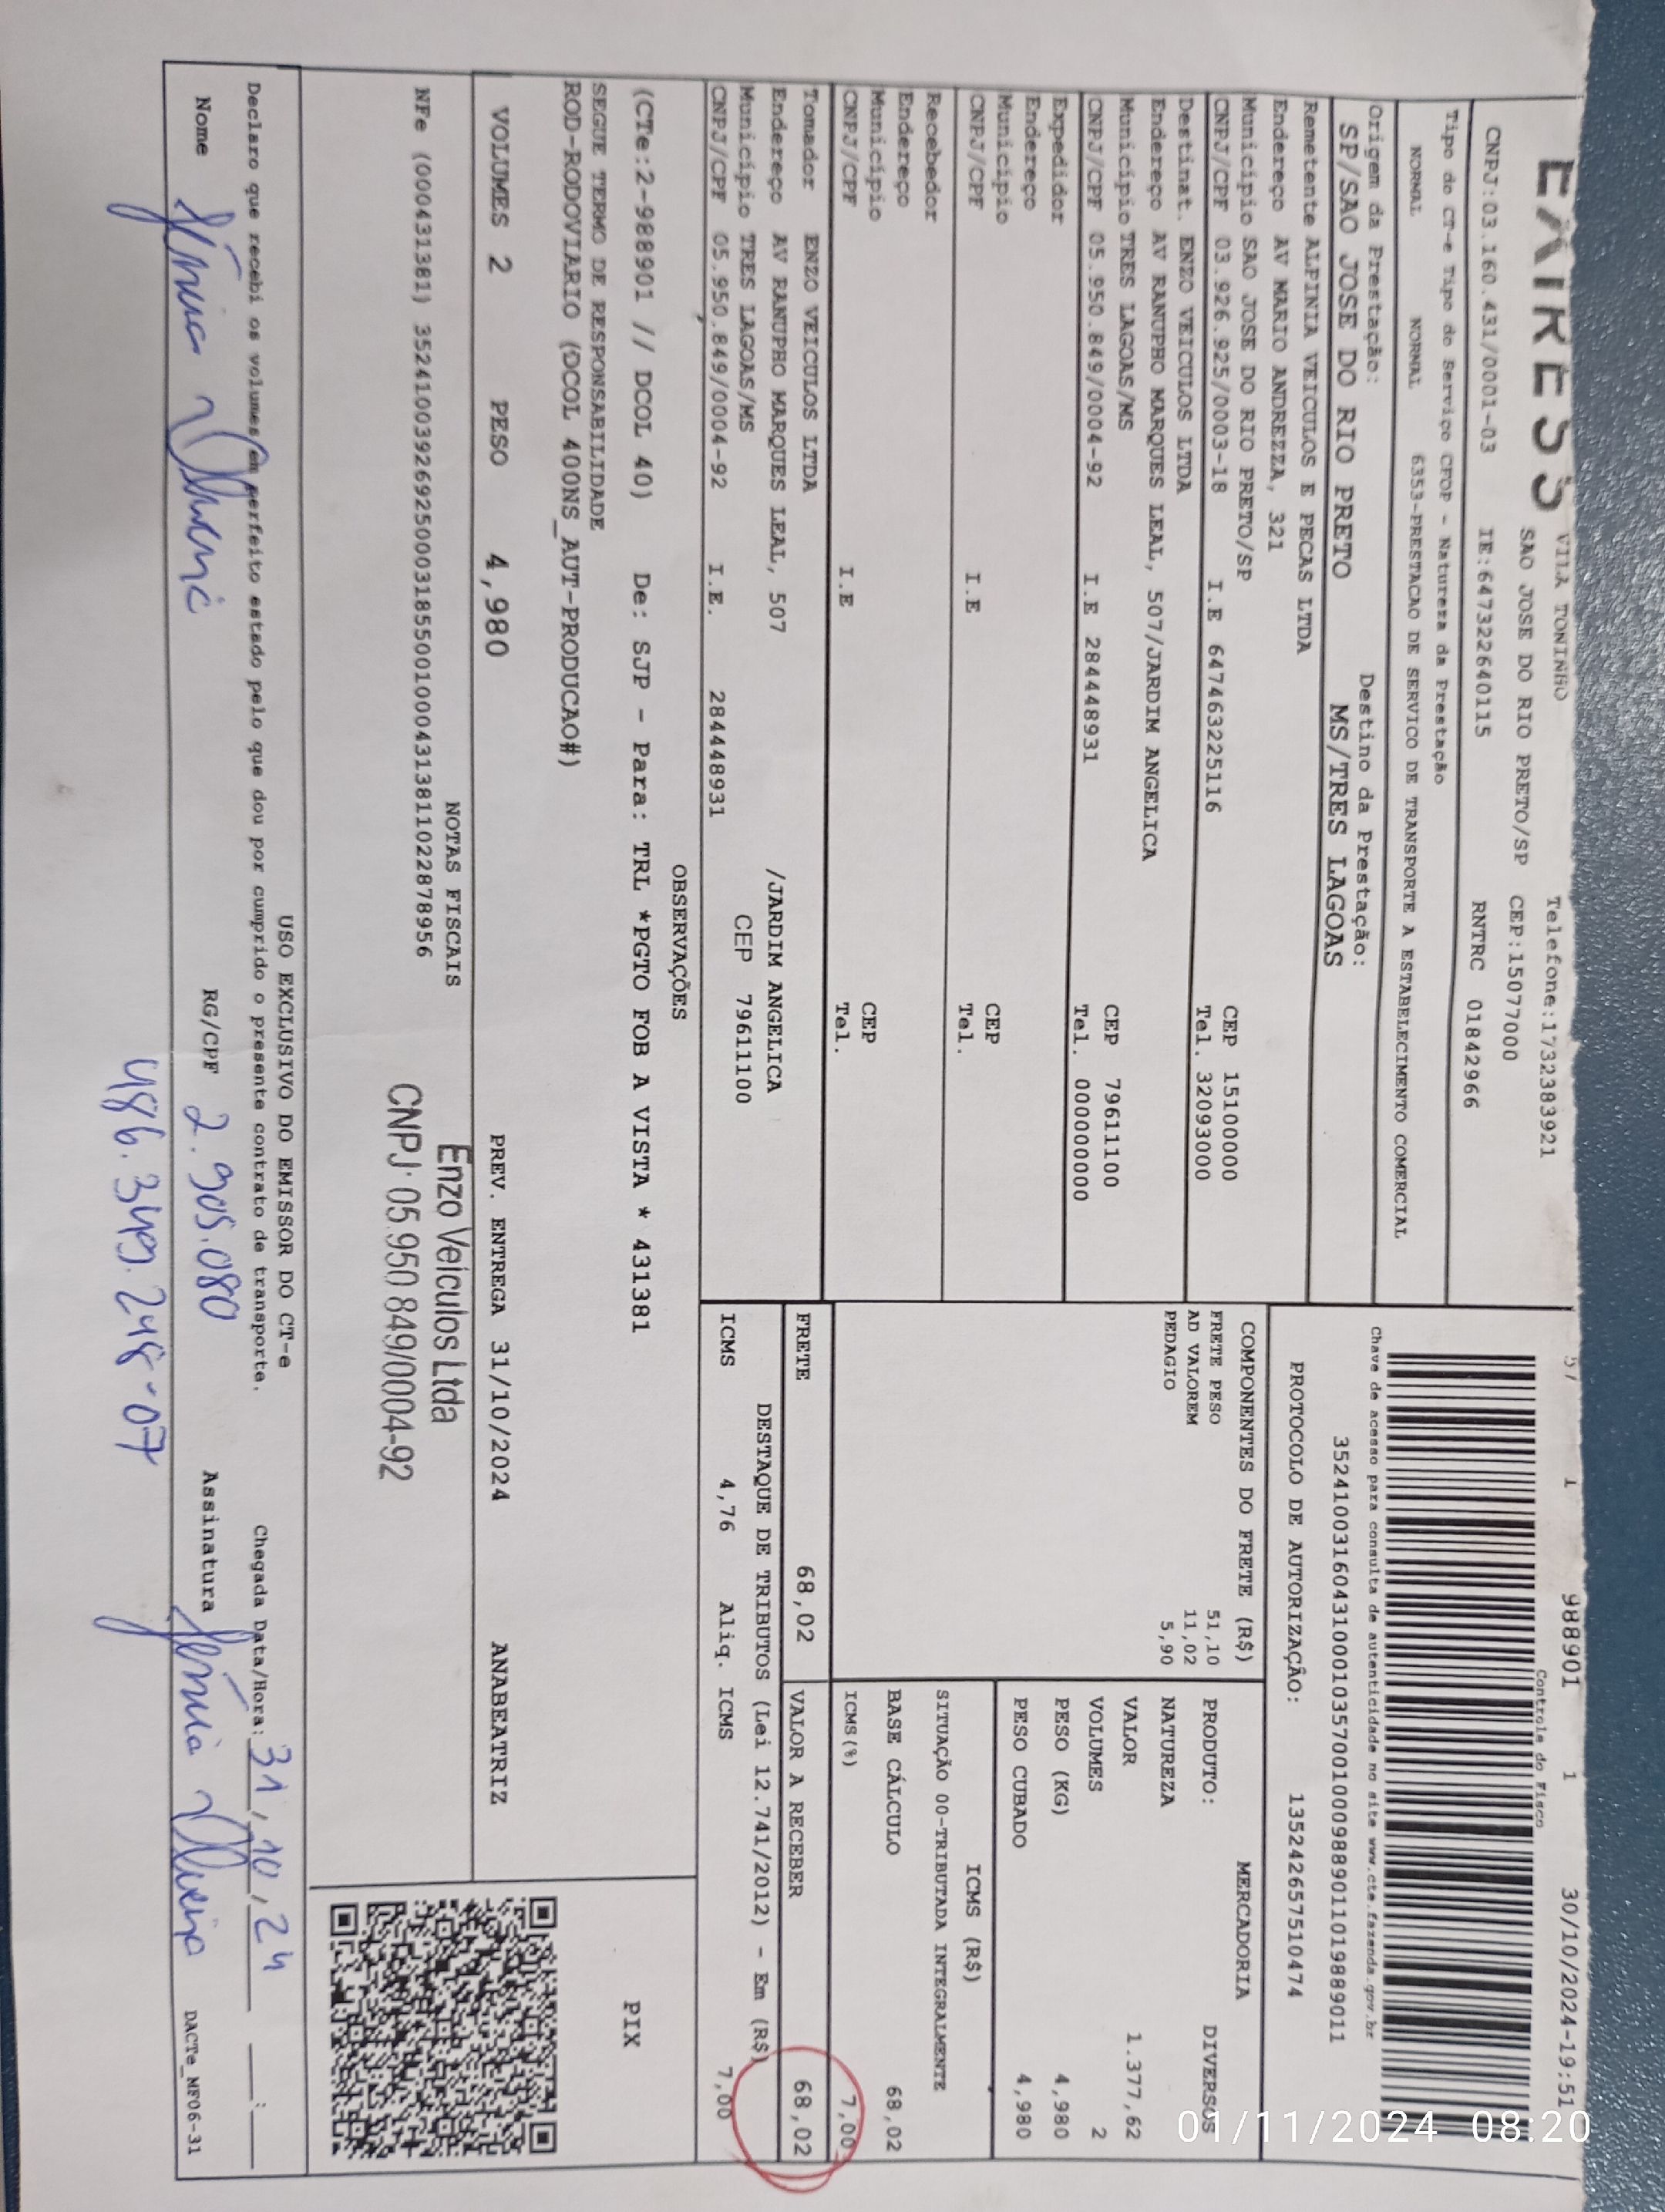 EXPRESS VILA TONINHO Telefone:1732383921
SAO JOSE DO RIO PRETO/SP CEP:15077000
CNPJ:03.160.431/0001-03 IE:647322640115 RNTRC 01842966
Tipo do CT-e Tipo do Serviço CFOP - Natureza da Prestação
NORMAL NORMAL 6353-PRESTACAO DE SERVICO DE TRANSPORTE A ESTABELECIMENTO COMERCIAL
Origem da Prestação: Destino da Prestação:
SP/SAO JOSE DO RIO PRETO MS/TRES LAGOAS
57 1 988901 1 30/10/2024-19:51
Controle do Fisco
Chave de acesso para consulta de autenticidade no site www.cte.fazenda.gov.br
35241003160431000103570010009889011019889011
PROTOCOLO DE AUTORIZAÇÃO: 135242657510474
Remetente ALPINIA VEICULOS E PECAS LTDA
Endereço AV MARIO ANDREZZA, 321
Município SAO JOSE DO RIO PRETO/SP CEP 15100000
CNPJ/CPF 03.926.925/0003-18 I.E 647463225116 Tel. 32093000
Destinat. ENZO VEICULOS LTDA
Endereço AV RANUPHO MARQUES LEAL, 507/JARDIM ANGELICA
Município TRES LAGOAS/MS CEP 79611100
CNPJ/CPF 05.950.849/0004-92 I.E 284448931 Tel. 0000000000
Expedidor
Endereço
Município CEP
CNPJ/CPF I.E Tel.
Recebedor
Endereço
Município CEP
CNPJ/CPF I.E Tel.
Tomador ENZO VEICULOS LTDA
Endereço AV RANUPHO MARQUES LEAL, 507 /JARDIM ANGELICA
Município TRES LAGOAS/MS CEP 79611100
CNPJ/CPF 05.950.849/0004-92 I.E. 284448931
COMPONENTES DO FRETE (R$)
FRETE PESO 51,10
AD VALOREM 11,02
PEDAGIO 5,90
MERCADORIA
PRODUTO: DIVERSOS
NATUREZA
VALOR 1.377,62
VOLUMES 2
PESO (KG) 4,980
PESO CUBADO 4,980
ICMS (R$)
SITUAÇÃO 00-TRIBUTADA INTEGRALMENTE
BASE CÁLCULO 68,02
ICMS(%) 7,00
FRETE 68,02 VALOR A RECEBER 68,02
DESTAQUE DE TRIBUTOS (Lei 12.741/2012) - Em (R$)
ICMS 4,76 Aliq. ICMS 7,00
OBSERVAÇÕES
(CTe:2-988901 // DCOL 40) De: SJP - Para: TRL *PGTO FOB A VISTA * 431381
SEGUE TERMO DE RESPONSABILIDADE
ROD-RODOVIARIO (DCOL 400NS_AUT-PRODUCAO#)
PIX
VOLUMES 2 PESO 4,980 PREV. ENTREGA 31/10/2024 ANABEATRIZ
NOTAS FISCAIS
NFe (000431381) 35241003926925000318550010004313811022878956
Enzo Veículos Ltda
CNPJ: 05.950 849/0004-92
USO EXCLUSIVO DO EMISSOR DO CT-e
Declaro que recebi os volumes em perfeito estado pelo que dou por cumprido o presente contrato de transporte. Chegada Data/Hora: 31/10/24 __:__
Nome RG/CPF 2.905.080 Assinatura DACTe_MF06-31
486.349.248-07
01/11/2024 08:20